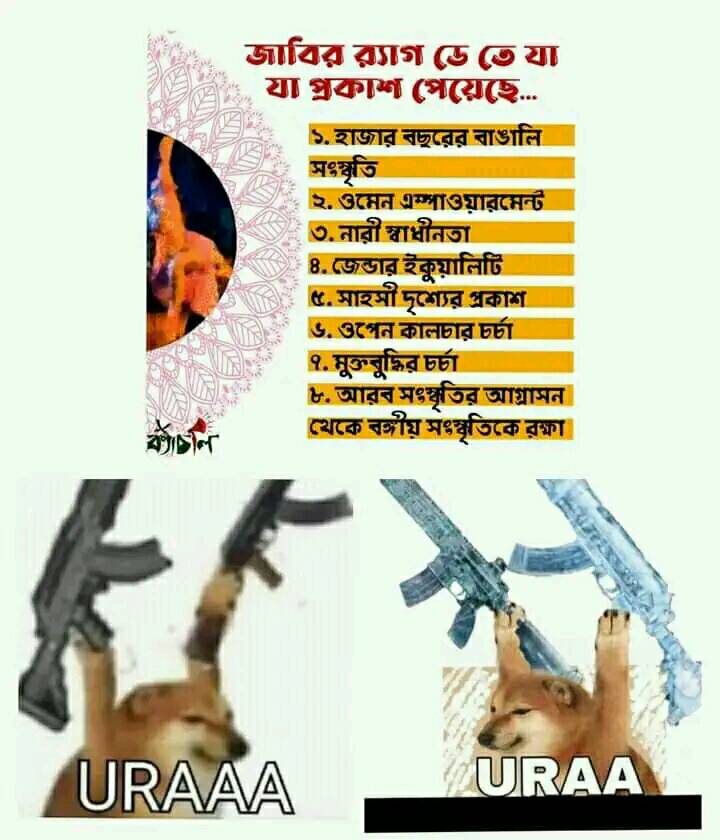 জাবির র‍্যাগ ডে তে যা
যা প্রকাশ পেয়েছে...
১. হাজার বছরের বাঙালি
সংস্কৃতি
২. ওমেন এম্পাওয়ারমেন্ট
৩. নারী স্বাধীনতা
৪. জেন্ডার ইকুয়ালিটি
৫. সাহসী দৃশ্যের প্রকাশ
৬. ওপেন কালচার চর্চা
৭. মুক্তবুদ্ধির চর্চা
৮. আরব সংস্কৃতির আগ্রাসন
থেকে বঙ্গীয় সংস্কৃতিকে রক্ষা
URAAA
URAA